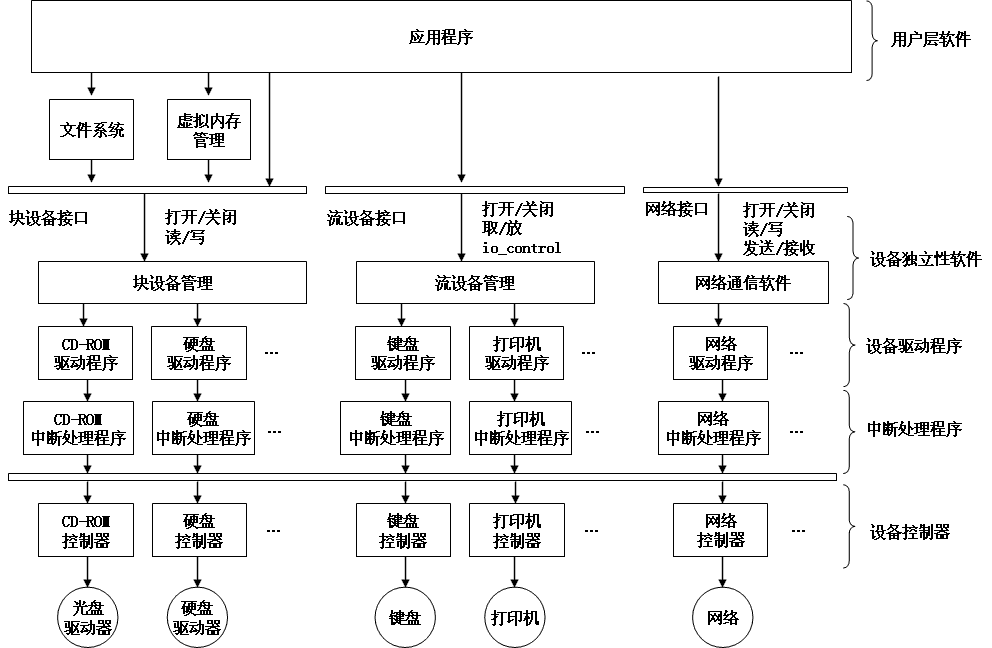 应用程序
用户层软件
文件系统
虚拟内存
管理
块设备接口
打开/关闭
读/写
流设备接口
打开/关闭
取/放
io_control
网络接口
打开/关闭
读/写
发送/接收
设备独立性软件
块设备管理
流设备管理
网络通信软件
CD-ROM
驱动程序
硬盘
驱动程序
...
键盘
驱动程序
打印机
驱动程序
...
网络
驱动程序
...
设备驱动程序
CD-ROM
中断处理程序
硬盘
中断处理程序
...
键盘
中断处理程序
打印机
中断处理程序
...
网络
中断处理程序
...
中断处理程序
CD-ROM
控制器
硬盘
控制器
...
键盘
控制器
打印机
控制器
...
网络
控制器
...
设备控制器
光盘
驱动器
硬盘
驱动器
键盘
打印机
网络